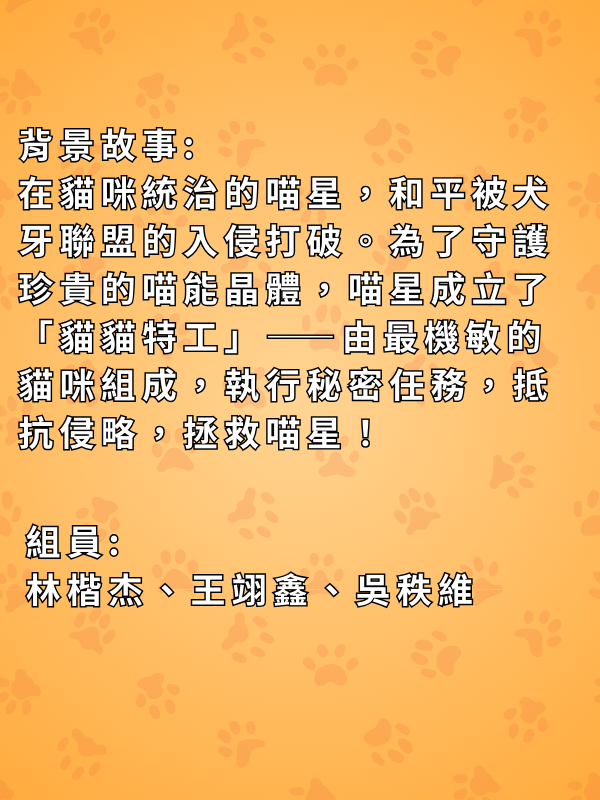 背景故事:
在貓咪統治的喵星，和平被犬
牙聯盟的入侵打破。為了守護
珍貴的喵能晶體，喵星成立了
「貓貓特工」——由最機敏的
貓咪組成，執行秘密任務，抵
抗侵略，拯救喵星！
組員:
林楷杰、王翊鑫、吳秩維